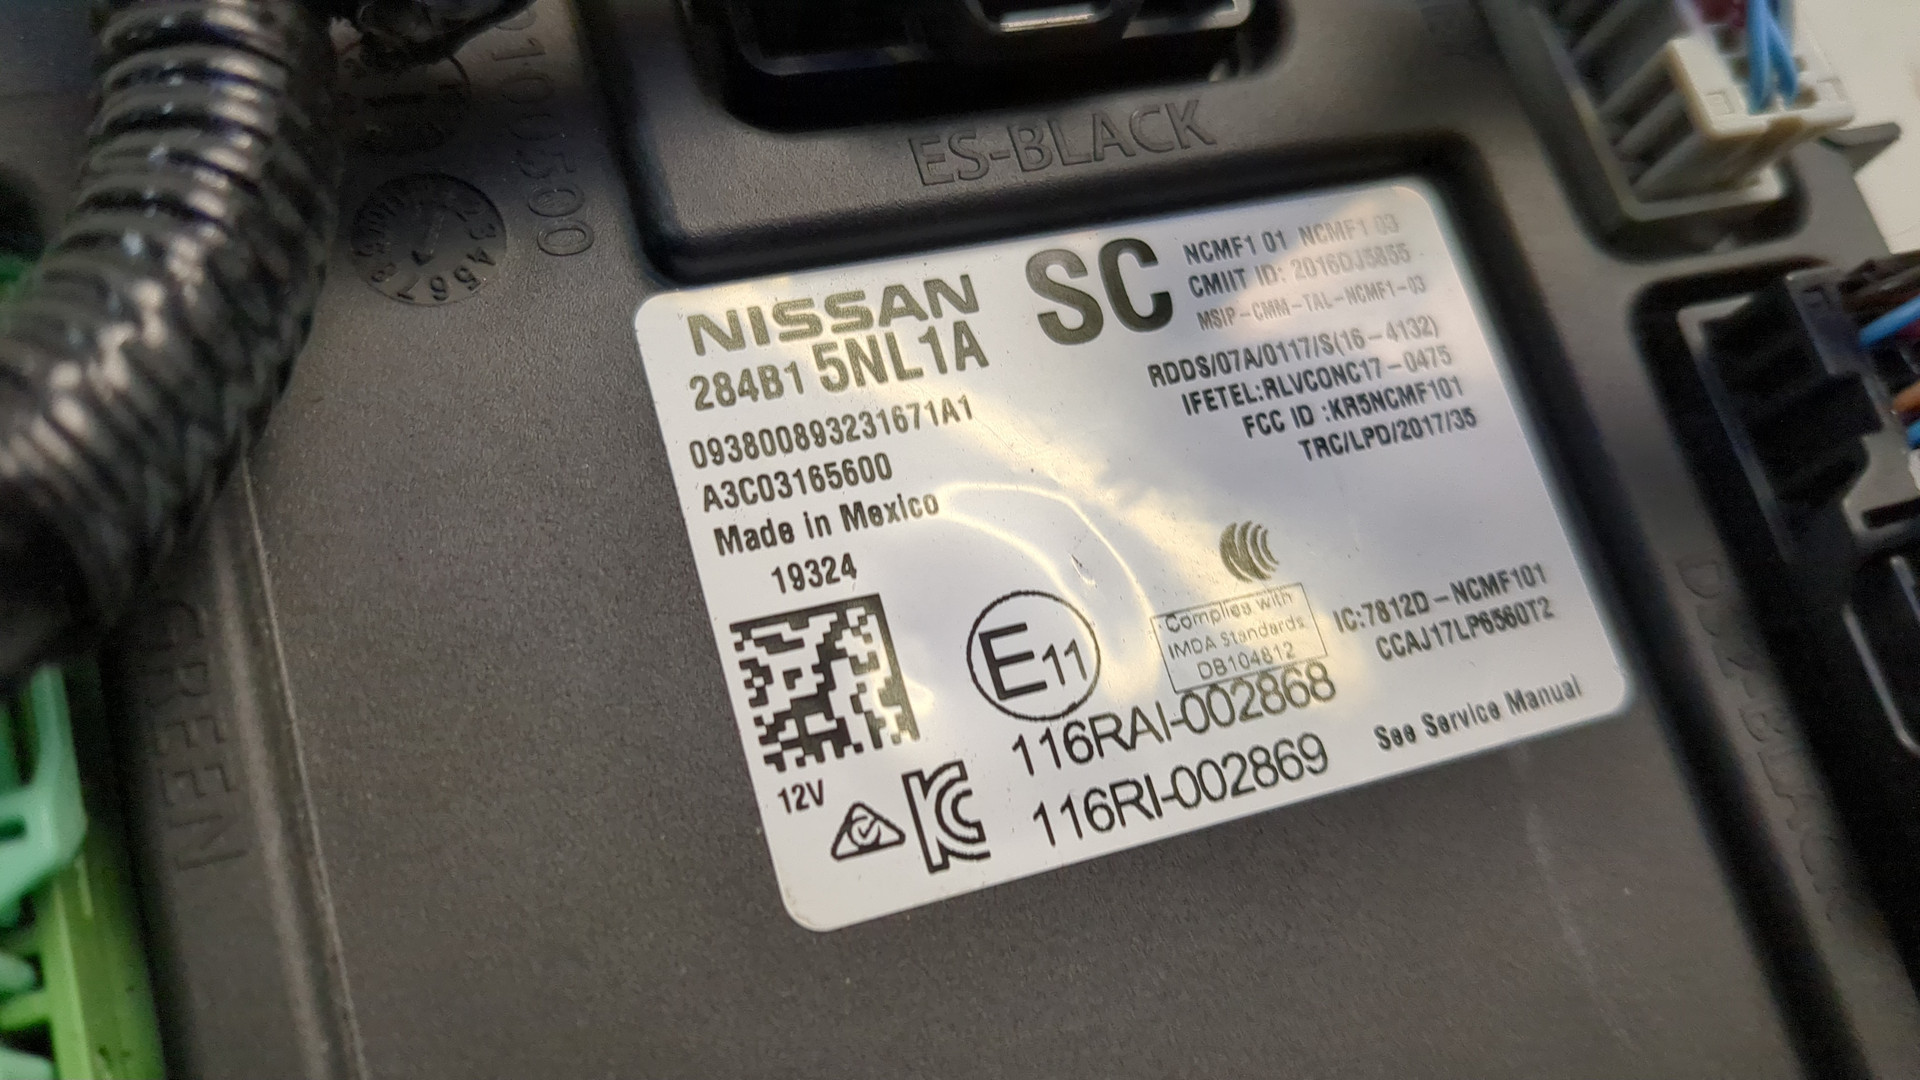 ES-BLACK
NISSAN
284B1 5NL1A
SC
NCMF1 01 NCMF1 03
CMIIT ID: 2016DJ5855
MSIP-CMM-TAL-NCMF1-03
RDDS/07A/0117/S(16-4132)
IFETEL:RLVCONC17-0475
FCC ID :KR5NCMF101
TRC/LPD/2017/35
093800893231671A1
A3C03165600
Made in Mexico
19324
E11
Complies with
IMDA Standards
DB104812
IC:7812D-NCMF101
CCAJ17LP6560T2
116RAI-002868
116RI-002869
See Service Manual
12V
GREEN